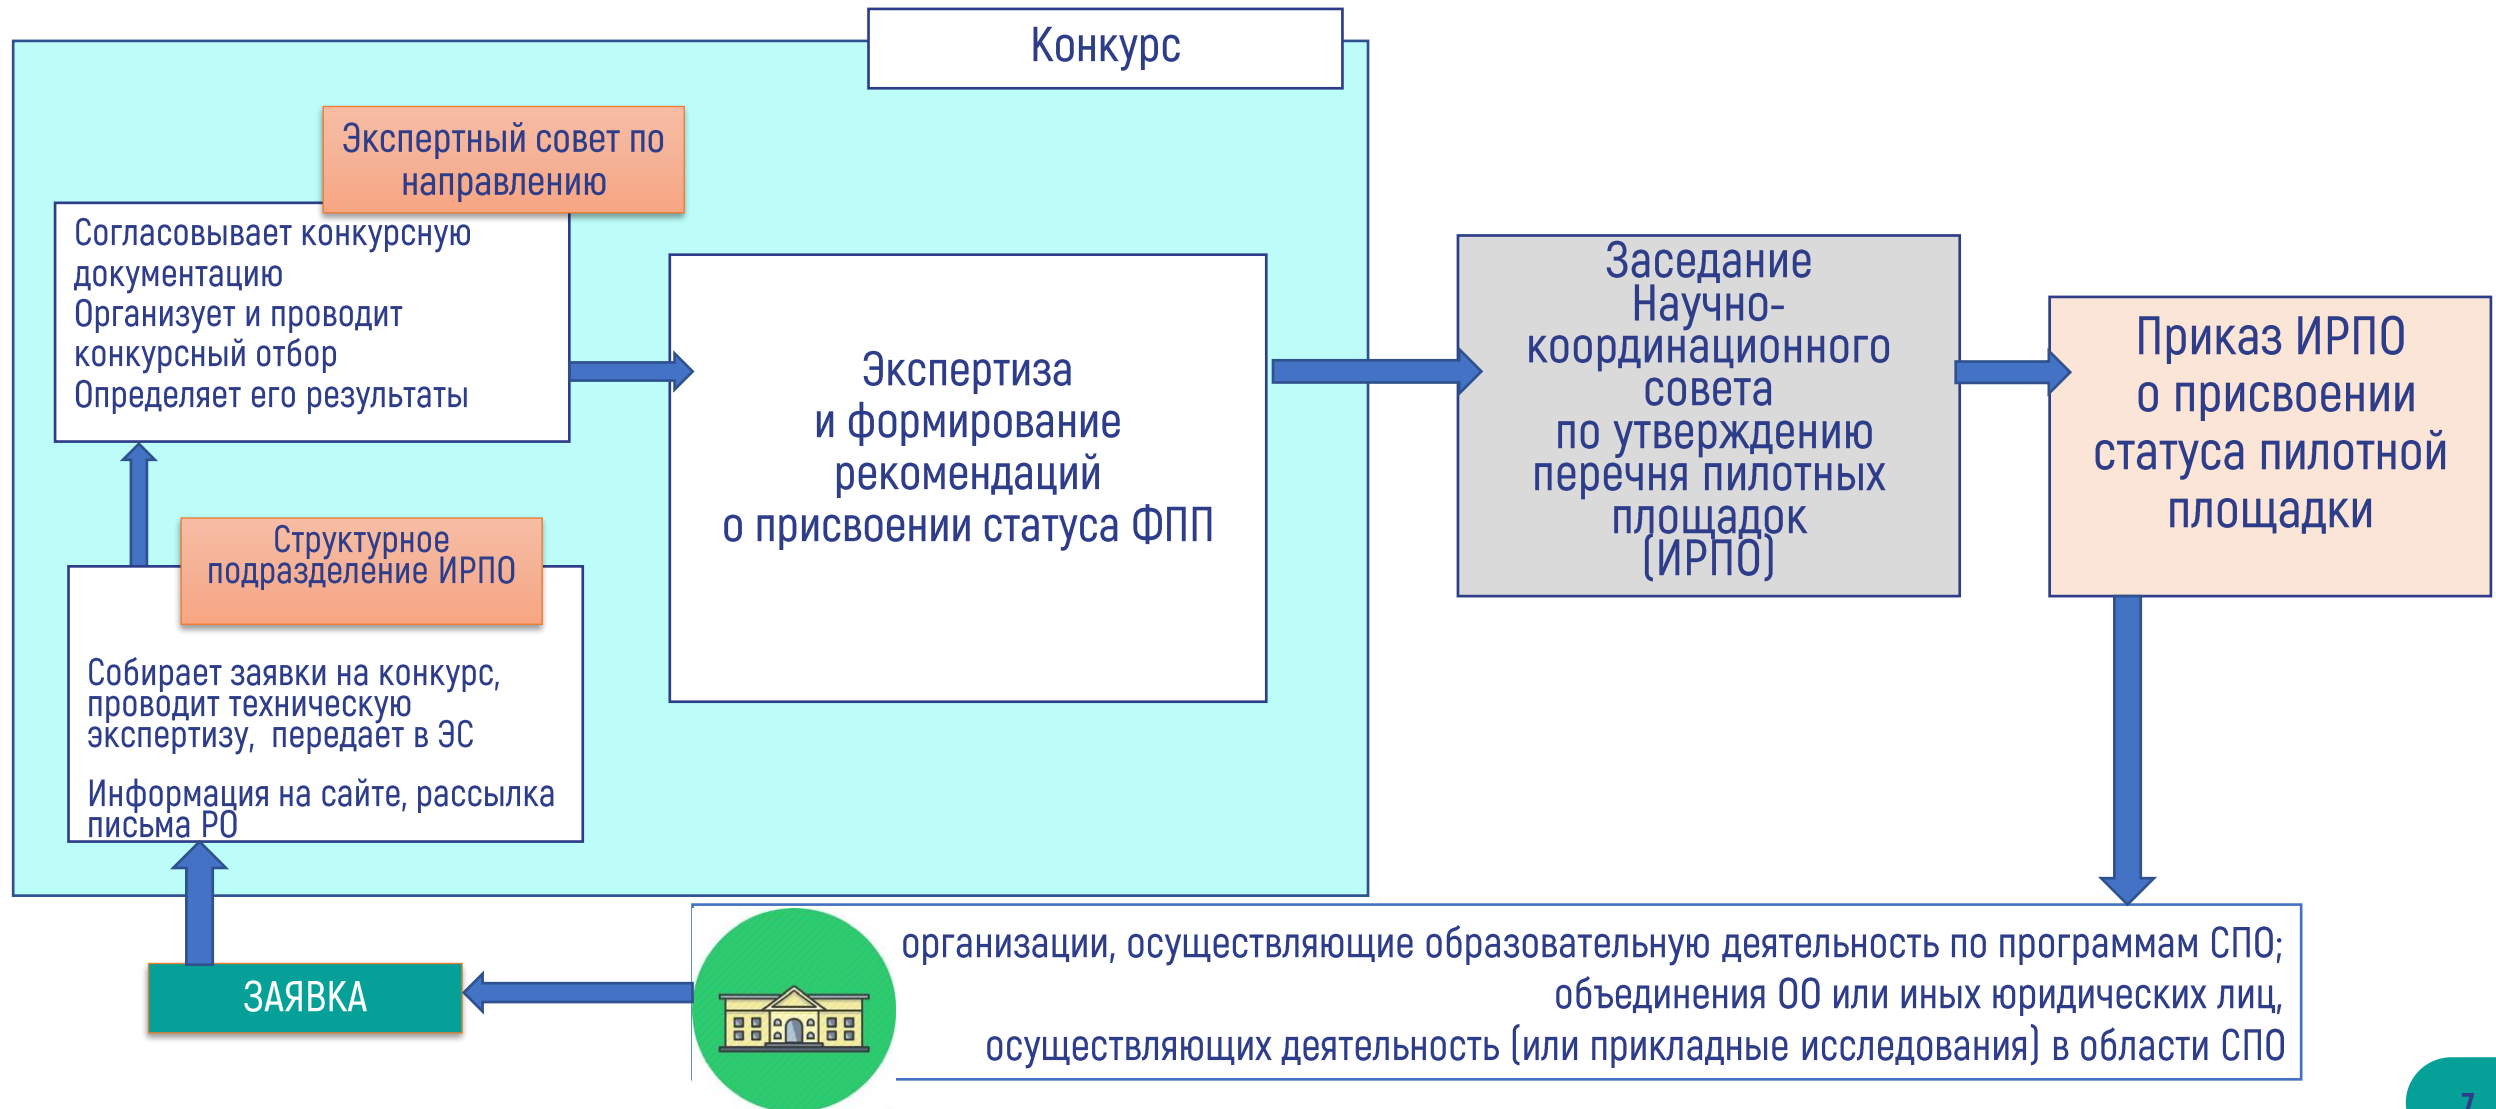 Конкурс
Экспертный совет по
направлению
Согласовывает конкурсную
документацию
Организует и проводит
конкурсный отбор
Определяет его результаты
Экспертиза
и формирование
рекомендаций
о присвоении статуса ФПП
Заседание
Научно-
координационного
совета
по утверждению
перечня пилотных
площадок
(ИРПО)
Приказ ИРПО
о присвоении
статуса пилотной
площадки
Структурное
подразделение ИРПО
Собирает заявки на конкурс,
проводит техническую
экспертизу,  передает в ЭС
Информация на сайте, рассылка
письма РО
ЗАЯВКА
организации, осуществляющие образовательную деятельность по программам СПО;
объединения ОО или иных юридических лиц,
осуществляющих деятельность (или прикладные исследования) в области СПО
7